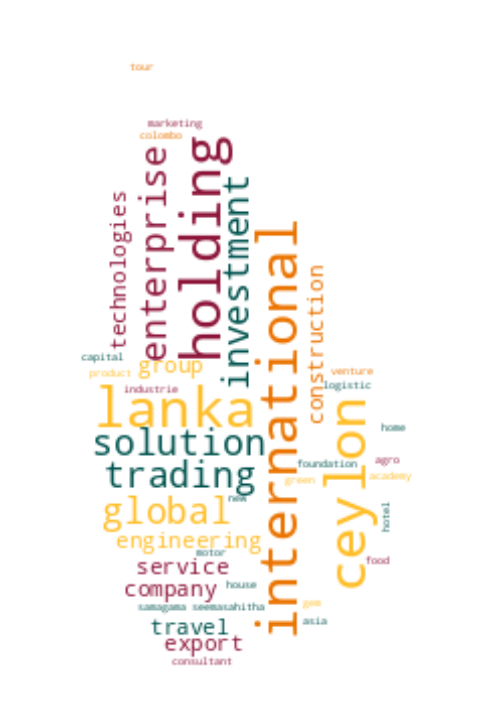 tour
marketing
colombo
holding
enterprise
investment
technologies
international
construction
capital
group
product
venture
industrie
logistic
lanka
ceylon
home
solution
trading
foundation
agro
green
academy
new
global
hotel
engineering
motor
food
service
company
house
samagama seemasahitha
gem
travel
asia
export
consultant